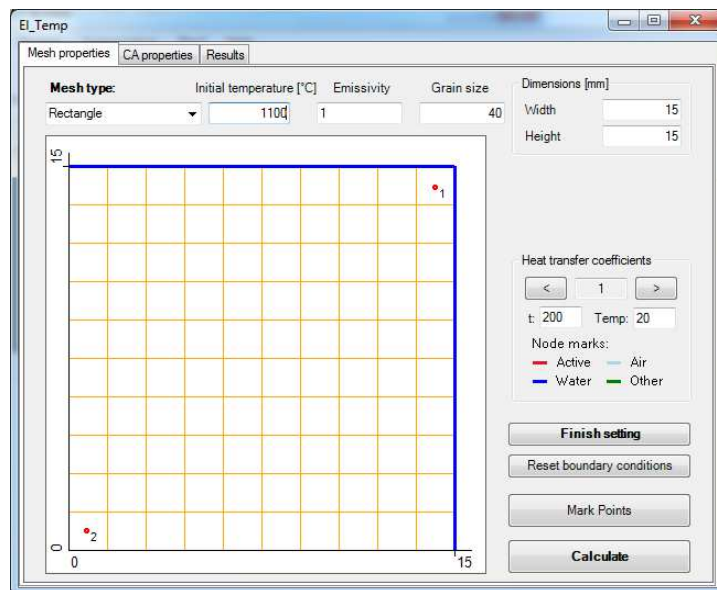 El_Temp
Mesh properties CA properties Results
Mesh type: Initial temperature [°C] Emissivity Grain size
Rectangle 1100 1 40
Dimensions [mm]
Width 15
Height 15
15
1
2
0
0 15
Heat transfer coefficients
< 1 >
t: 200 Temp: 20
Node marks:
Active Air
Water Other
Finish setting
Reset boundary conditions
Mark Points
Calculate